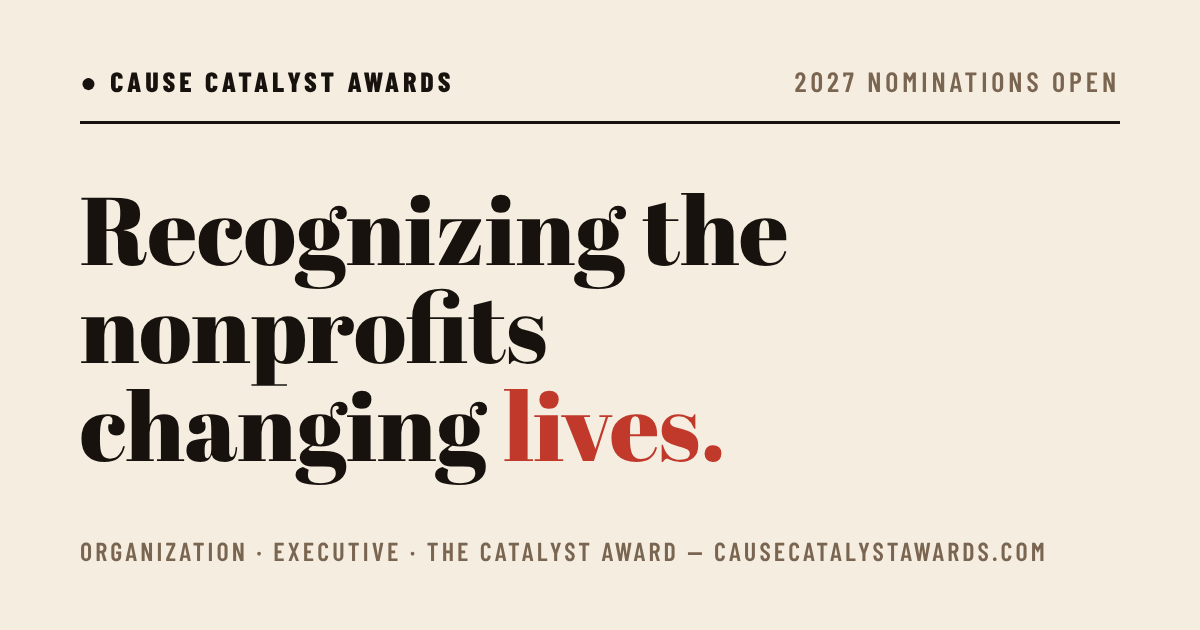 • CAUSE CATALYST AWARDS
2027 NOMINATIONS OPEN
Recognizing the
nonprofits
changing lives.
ORGANIZATION · EXECUTIVE · THE CATALYST AWARD — CAUSECATALYSTAWARDS.COM